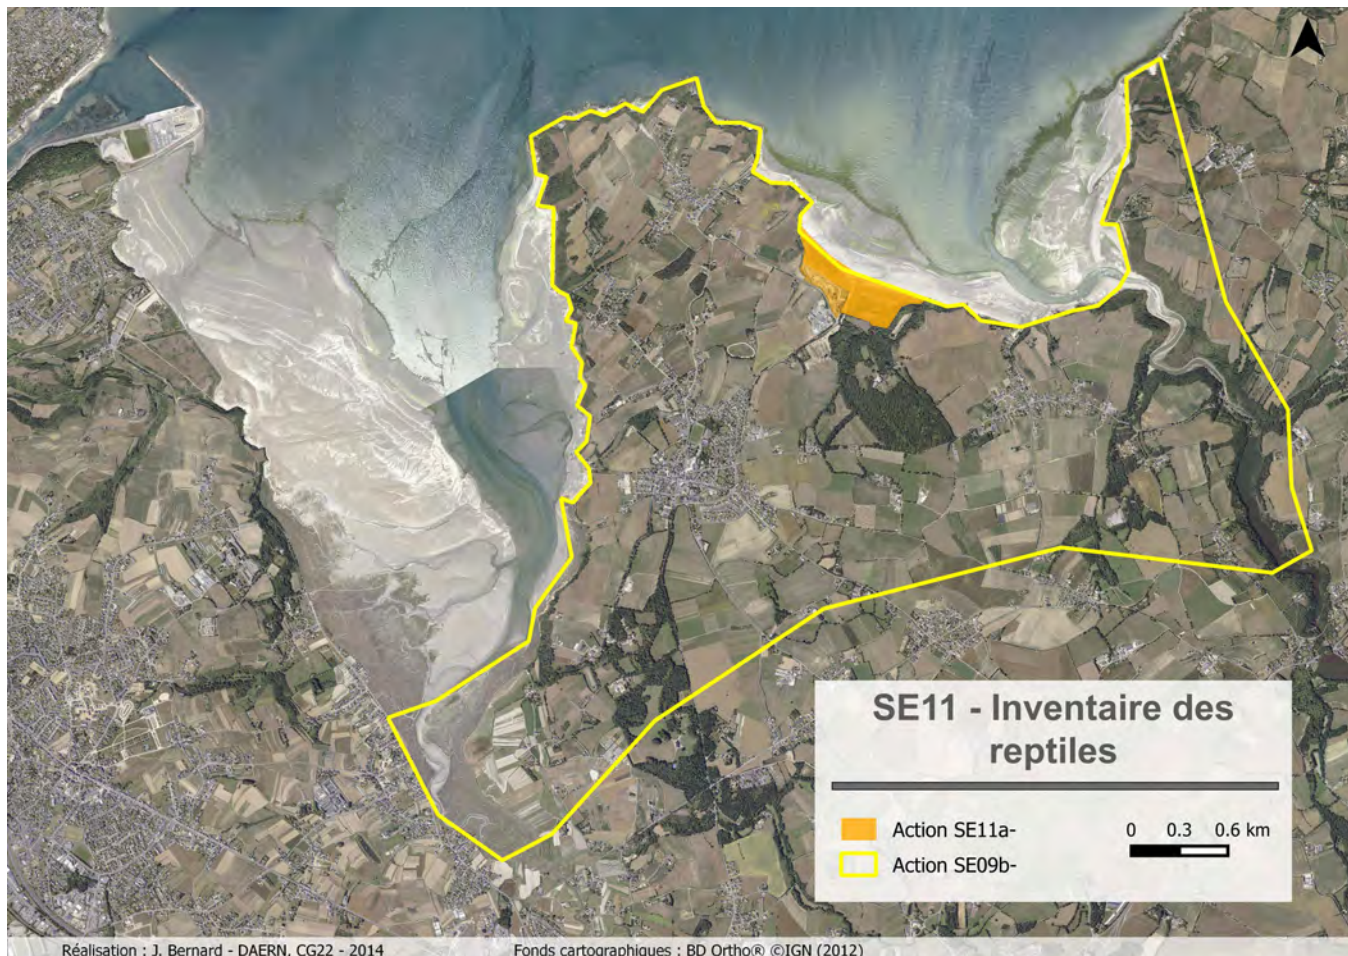 SE11 - Inventaire des
reptiles
Action SE11a-
Action SE09b-
0 0.3 0.6 km
Réalisation : J. Bernard - DAERN, CG22 - 2014
Fonds cartographiques : BD Ortho® ©IGN (2012)